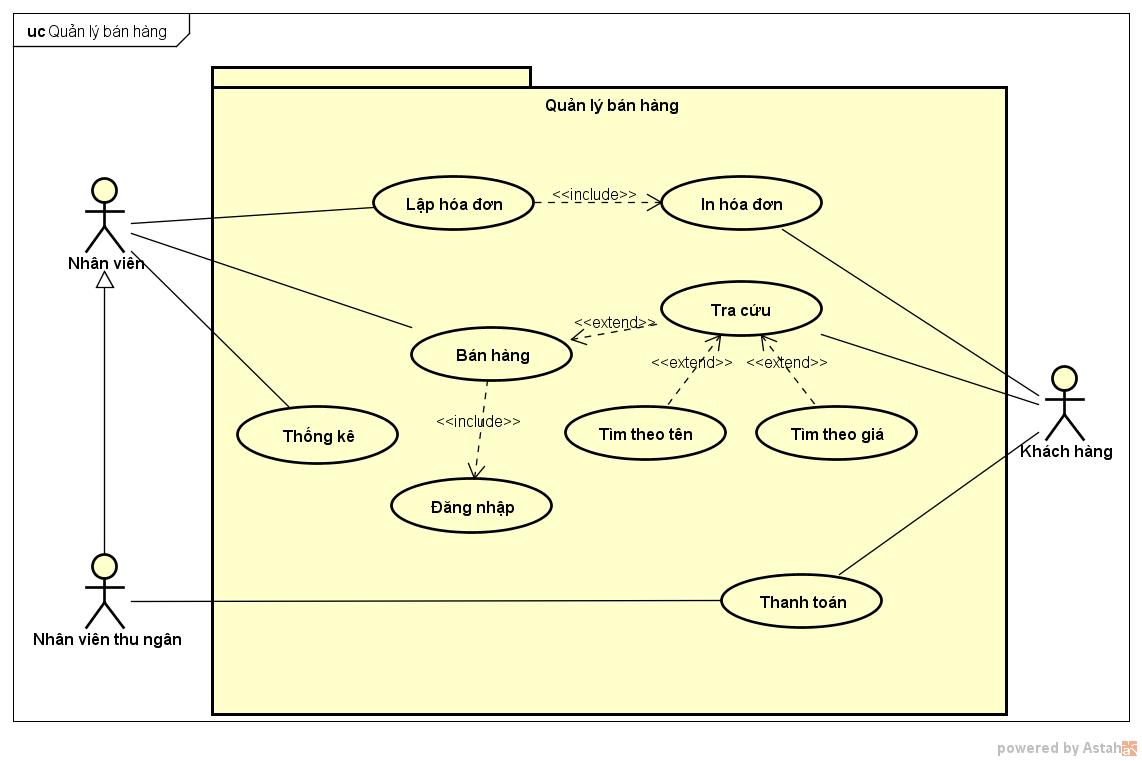 uc Quản lý bán hàng
Quản lý bán hàng
Lập hóa đơn
<<include>>
In hóa đơn
Nhân viên
Tra cứu
<<extend>>
Bán hàng
<<extend>>
<<extend>>
<<include>>
Thống kê
Tìm theo tên
Tìm theo giá
Khách hàng
Đăng nhập
Thanh toán
Nhân viên thu ngân
powered by Astah